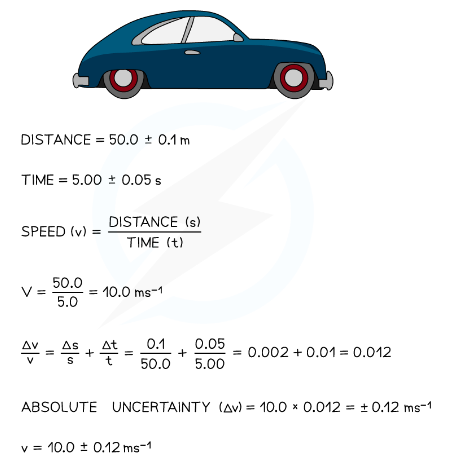 DISTANCE = 50.0 ± 0.1 m
TIME = 5.00 ± 0.05 s
SPEED (v) = DISTANCE (s) / TIME (t)
V = 50.0 / 5.0 = 10.0 ms⁻¹
Δv / v = Δs / s + Δt / t = 0.1 / 50.0 + 0.05 / 5.00 = 0.002 + 0.01 = 0.012
ABSOLUTE UNCERTAINTY (Δv) = 10.0 × 0.012 = ± 0.12 ms⁻¹
v = 10.0 ± 0.12 ms⁻¹